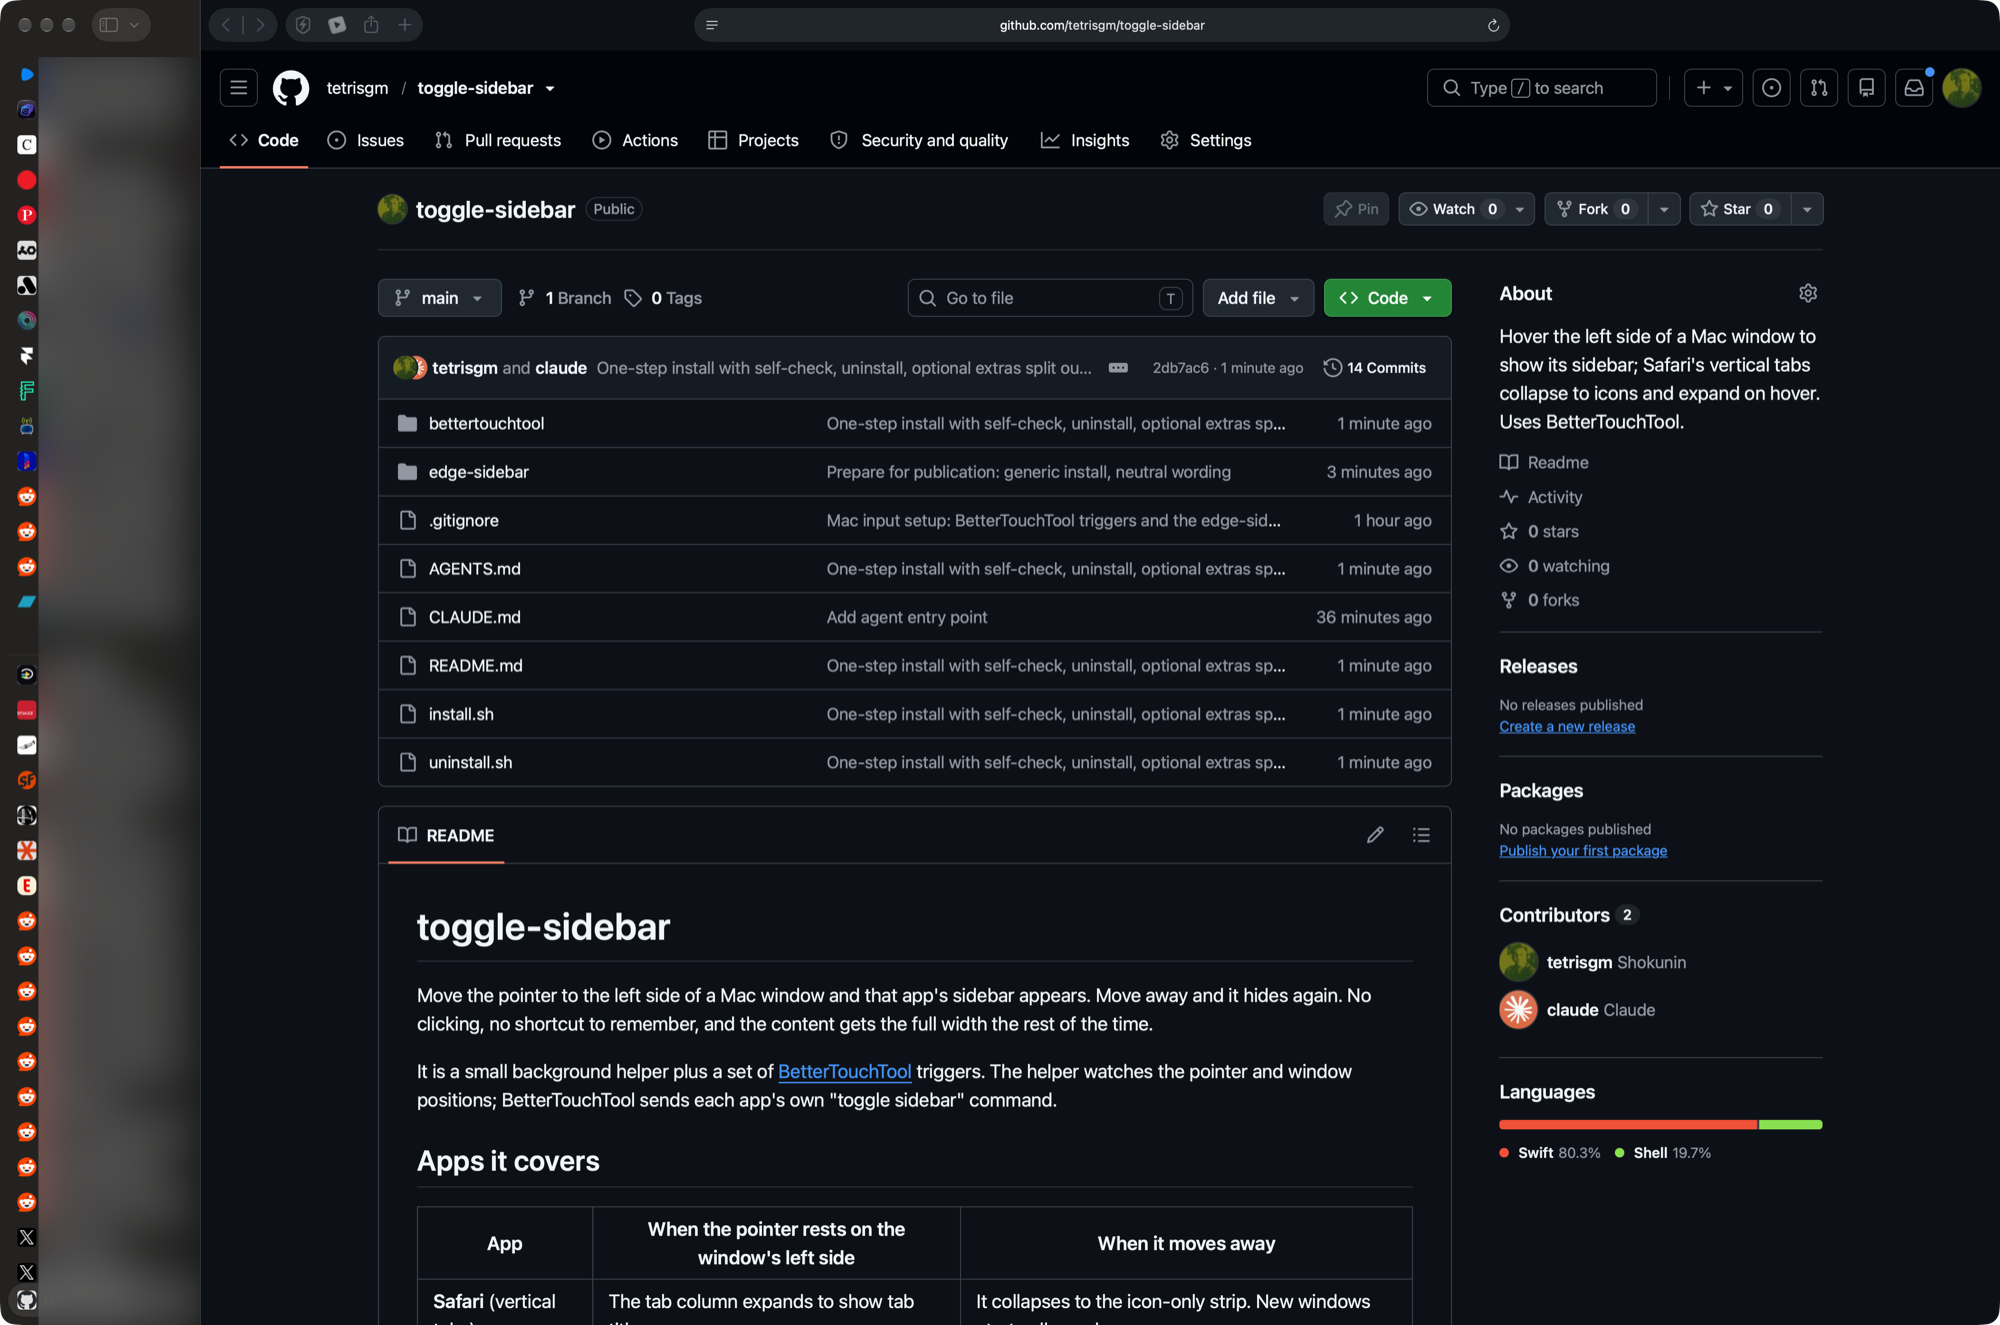 github.com/tetrisgm/toggle-sidebar
tetrisgm / toggle-sidebar
Type / to search
Code
Issues
Pull requests
Actions
Projects
Security and quality
Insights
Settings
toggle-sidebar Public
Pin
Watch 0
Fork 0
Star 0
main
1 Branch
0 Tags
Go to file
T
Add file
Code
tetrisgm and claude One-step install with self-check, uninstall, optional extras split ou... 2db7ac6 · 1 minute ago 14 Commits
bettertouchtool One-step install with self-check, uninstall, optional extras sp... 1 minute ago
edge-sidebar Prepare for publication: generic install, neutral wording 3 minutes ago
.gitignore Mac input setup: BetterTouchTool triggers and the edge-sid... 1 hour ago
AGENTS.md One-step install with self-check, uninstall, optional extras sp... 1 minute ago
CLAUDE.md Add agent entry point 36 minutes ago
README.md One-step install with self-check, uninstall, optional extras sp... 1 minute ago
install.sh One-step install with self-check, uninstall, optional extras sp... 1 minute ago
uninstall.sh One-step install with self-check, uninstall, optional extras sp... 1 minute ago
README
toggle-sidebar
Move the pointer to the left side of a Mac window and that app's sidebar appears. Move away and it hides again. No
clicking, no shortcut to remember, and the content gets the full width the rest of the time.
It is a small background helper plus a set of BetterTouchTool triggers. The helper watches the pointer and window
positions; BetterTouchTool sends each app's own "toggle sidebar" command.
Apps it covers
App
When the pointer rests on the
window's left side
When it moves away
Safari (vertical
The tab column expands to show tab
It collapses to the icon-only strip. New windows
About
Hover the left side of a Mac window to
show its sidebar; Safari's vertical tabs
collapse to icons and expand on hover.
Uses BetterTouchTool.
Readme
Activity
0 stars
0 watching
0 forks
Releases
No releases published
Create a new release
Packages
No packages published
Publish your first package
Contributors 2
tetrisgm Shokunin
claude Claude
Languages
Swift 80.3%
Shell 19.7%